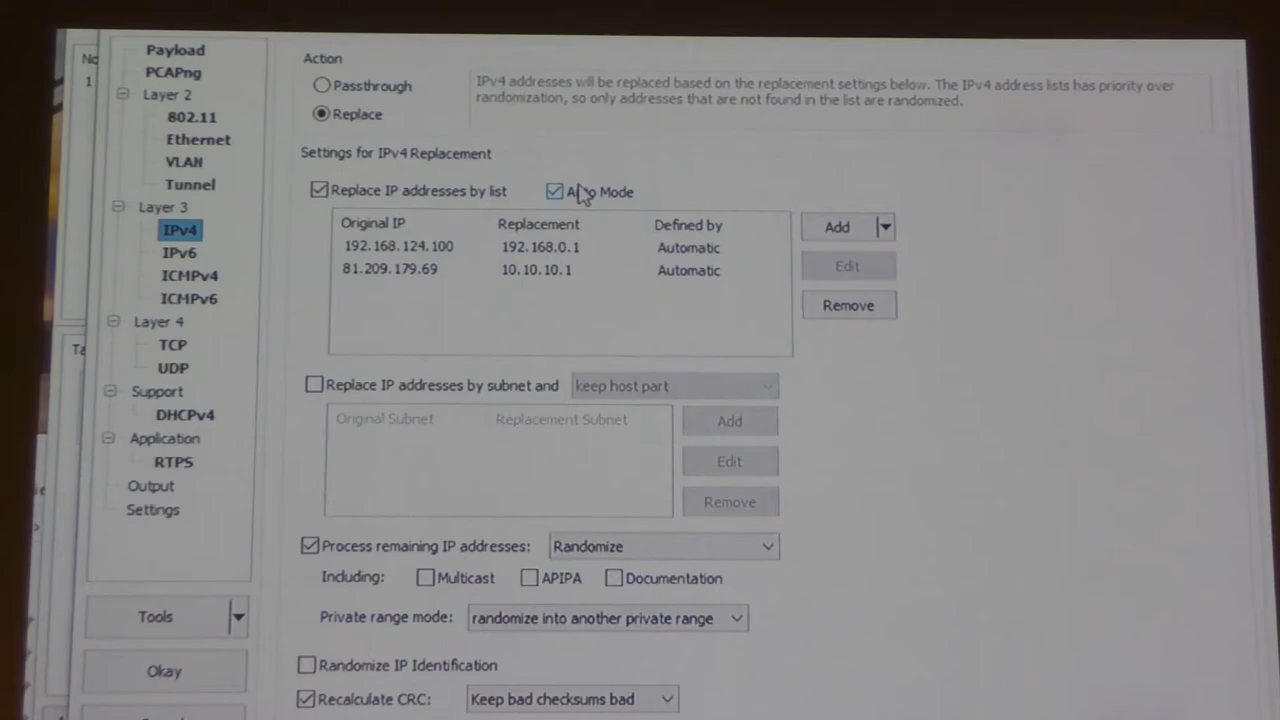 No
1
Payload
PCAPng
Layer 2
802.11
Ethernet
VLAN
Tunnel
Layer 3
IPv4
IPv6
ICMPv4
ICMPv6
Layer 4
TCP
UDP
Support
DHCPv4
Application
RTPS
Output
Settings
Tools
Okay
Action
Passthrough
Replace
IPv4 addresses will be replaced based on the replacement settings below. The IPv4 address lists has priority over
randomization, so only addresses that are not found in the list are randomized.
Settings for IPv4 Replacement
Replace IP addresses by list Auto Mode
Original IP Replacement Defined by
192.168.124.100 192.168.0.1 Automatic
81.209.179.69 10.10.10.1 Automatic
Add
Edit
Remove
Replace IP addresses by subnet and keep host part
Original Subnet Replacement Subnet
Add
Edit
Remove
Process remaining IP addresses: Randomize
Including: Multicast APIPA Documentation
Private range mode: randomize into another private range
Randomize IP Identification
Recalculate CRC: Keep bad checksums bad